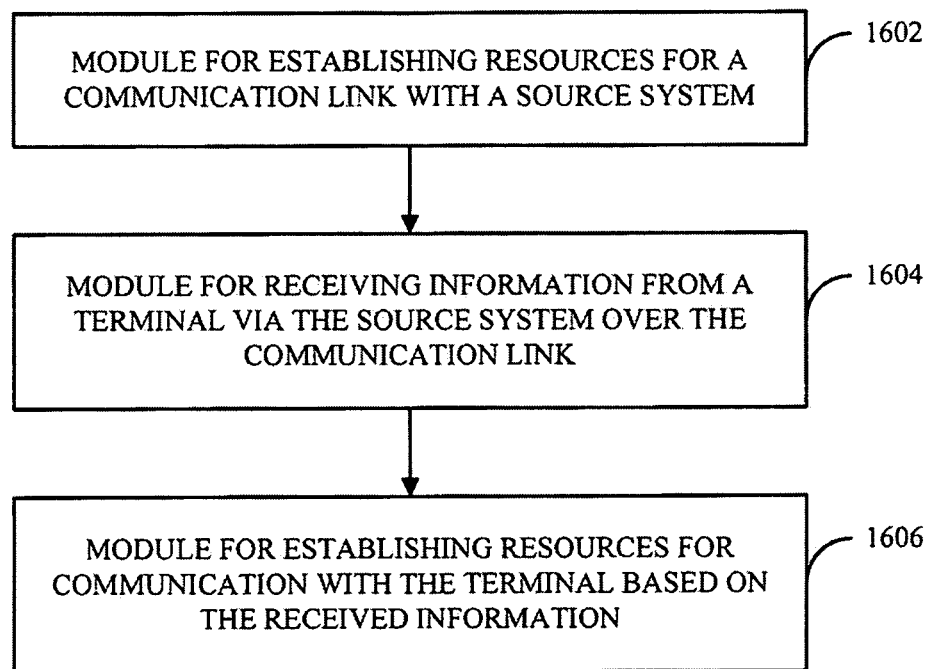 MODULE FOR ESTABLISHING RESOURCES FOR A
COMMUNICATION LINK WITH A SOURCE SYSTEM
1602
MODULE FOR RECEIVING INFORMATION FROM A
TERMINAL VIA THE SOURCE SYSTEM OVER THE
COMMUNICATION LINK
1604
MODULE FOR ESTABLISHING RESOURCES FOR
COMMUNICATION WITH THE TERMINAL BASED ON
THE RECEIVED INFORMATION
1606